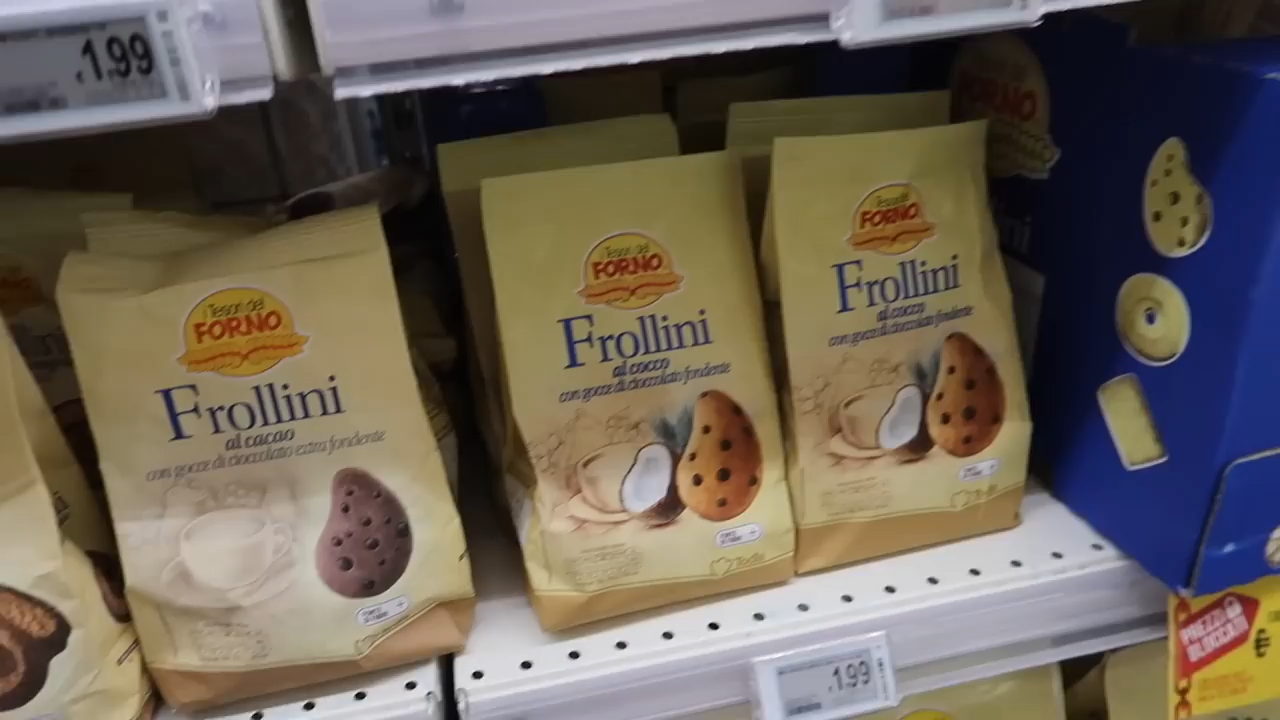 1.99
i Tesori del
FORNO
Frollini
al cacao
con gocce di cioccolato extra fondente
i Tesori del
FORNO
Frollini
al cocco
con gocce di cioccolato fondente
Todis
i Tesori del
FORNO
Frollini
al cocco
con gocce di cioccolato fondente
FORNO
1.99
PREZZO
BLOCCATO
€